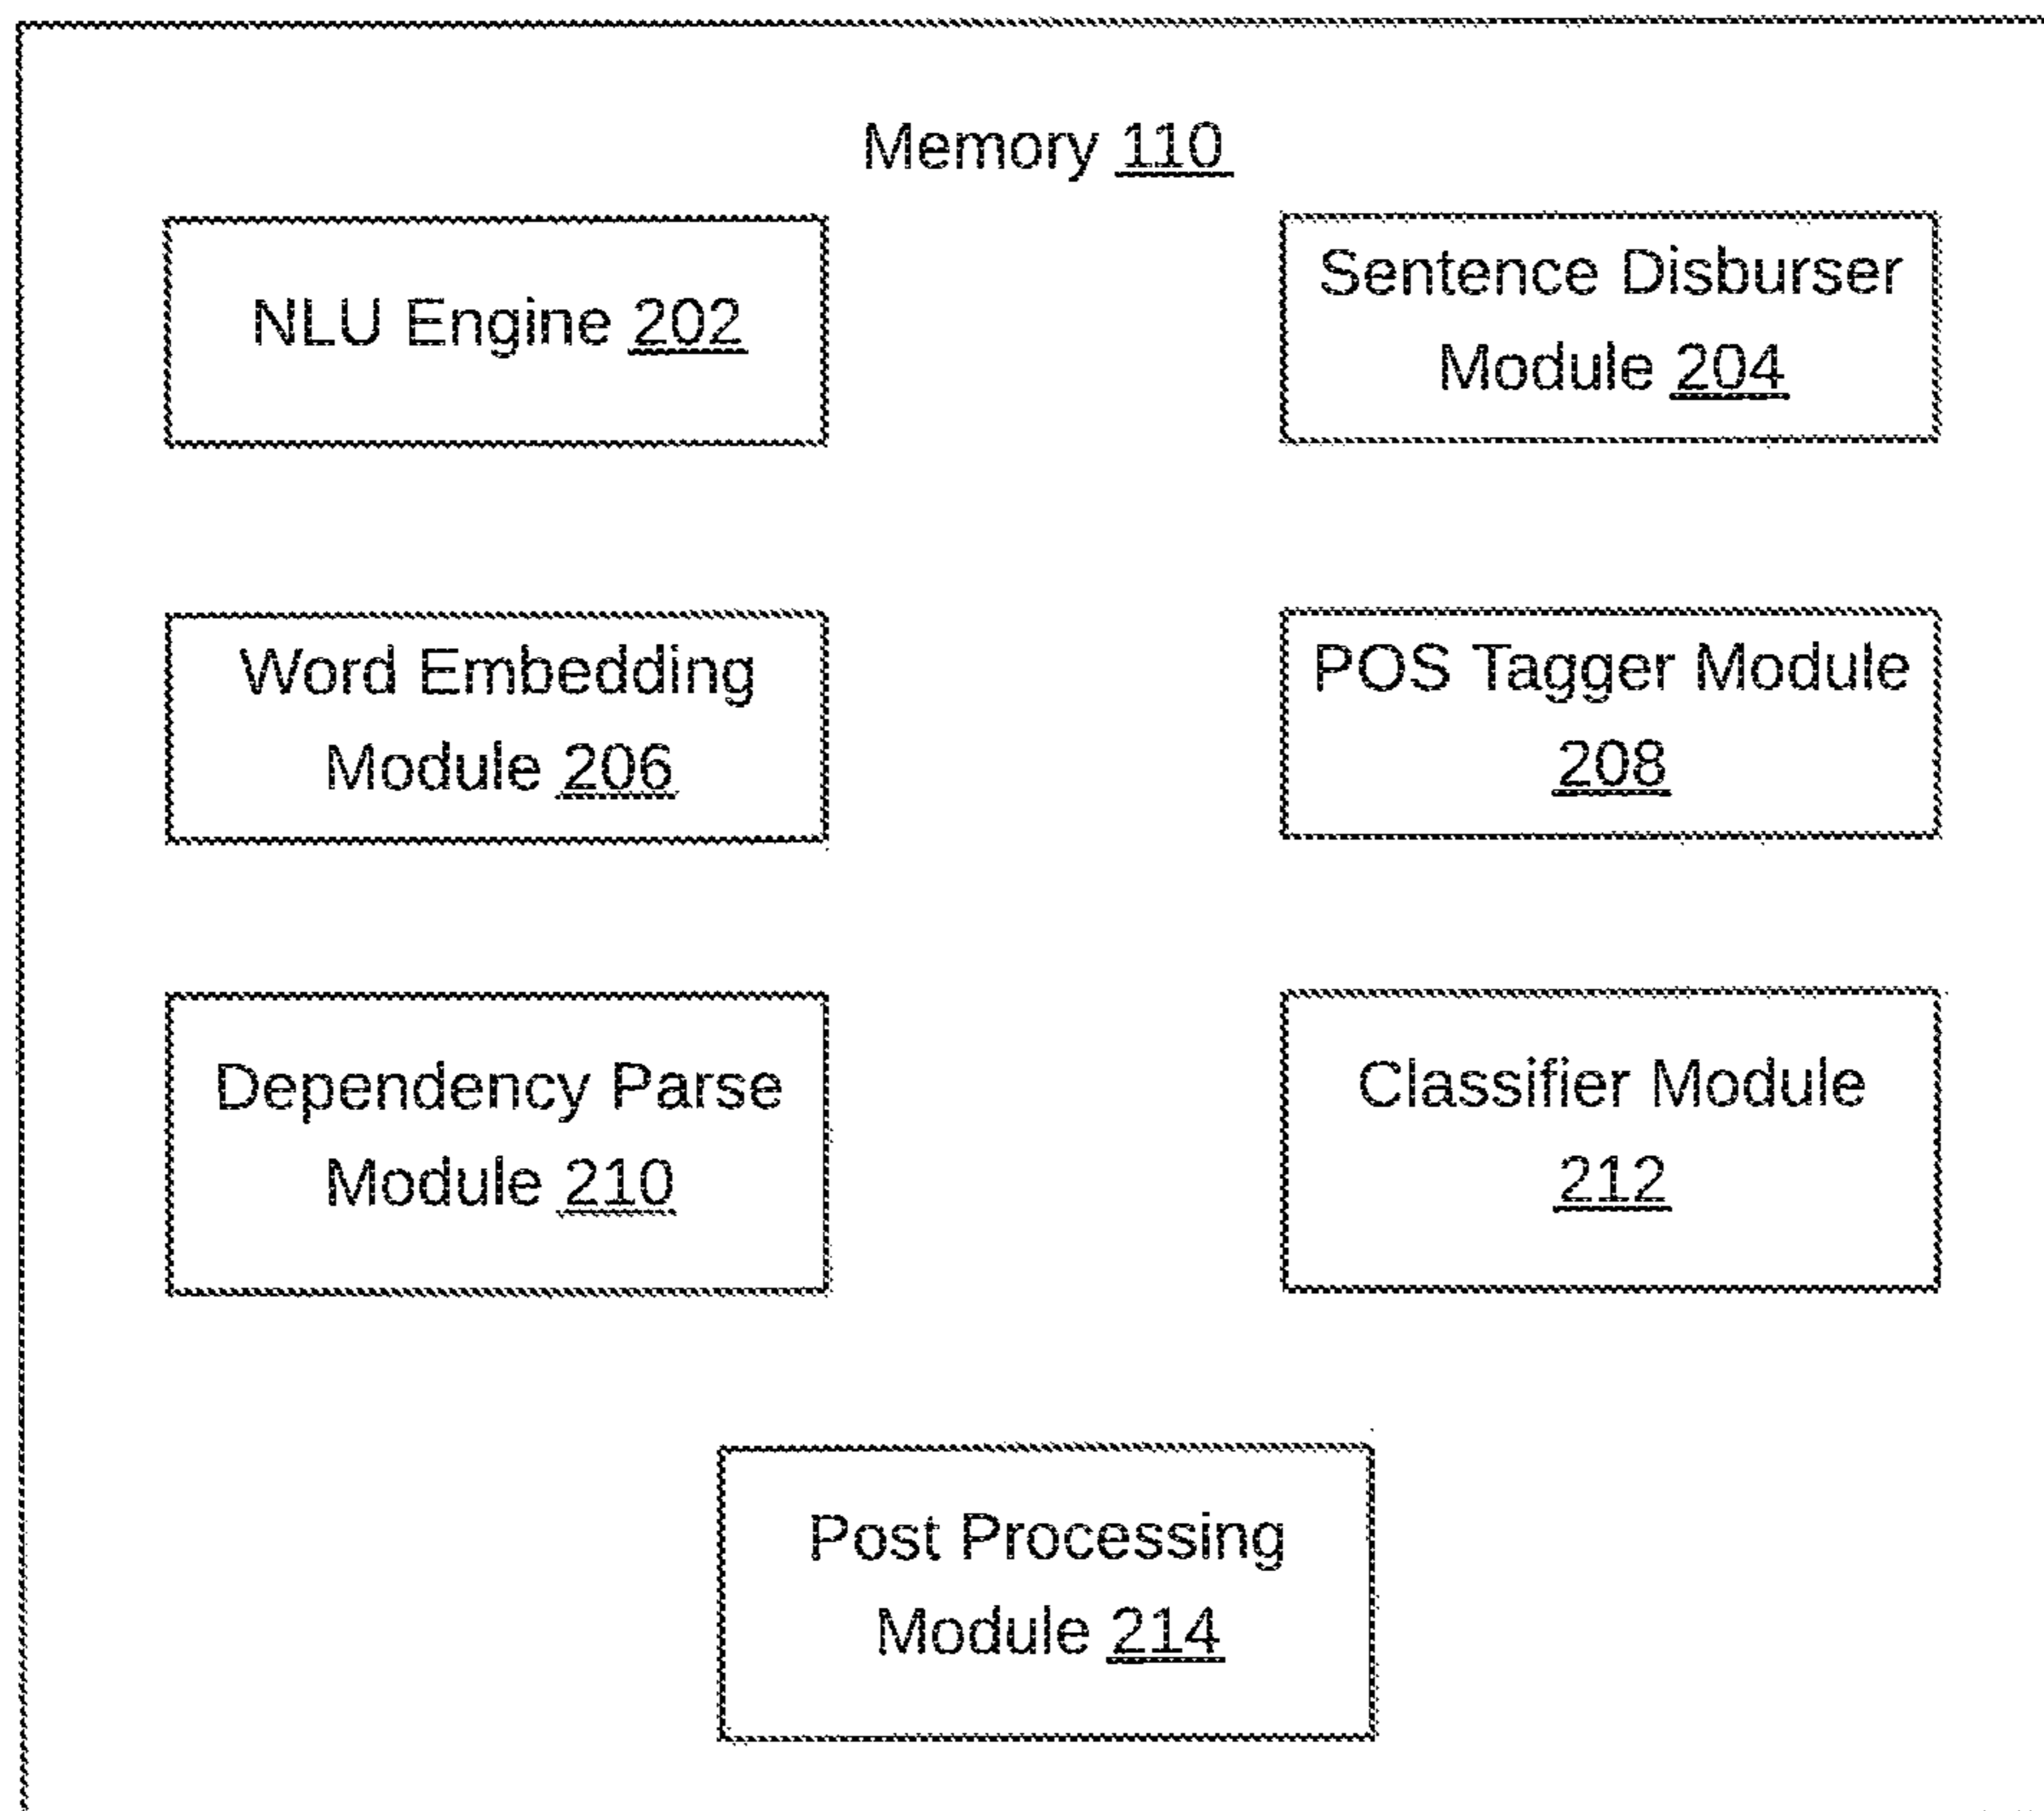 Memory 110
NLU Engine 202
Sentence Disburser
Module 204
Word Embedding
Module 206
POS Tagger Module
208
Dependency Parse
Module 210
Classifier Module
212
Post Processing
Module 214